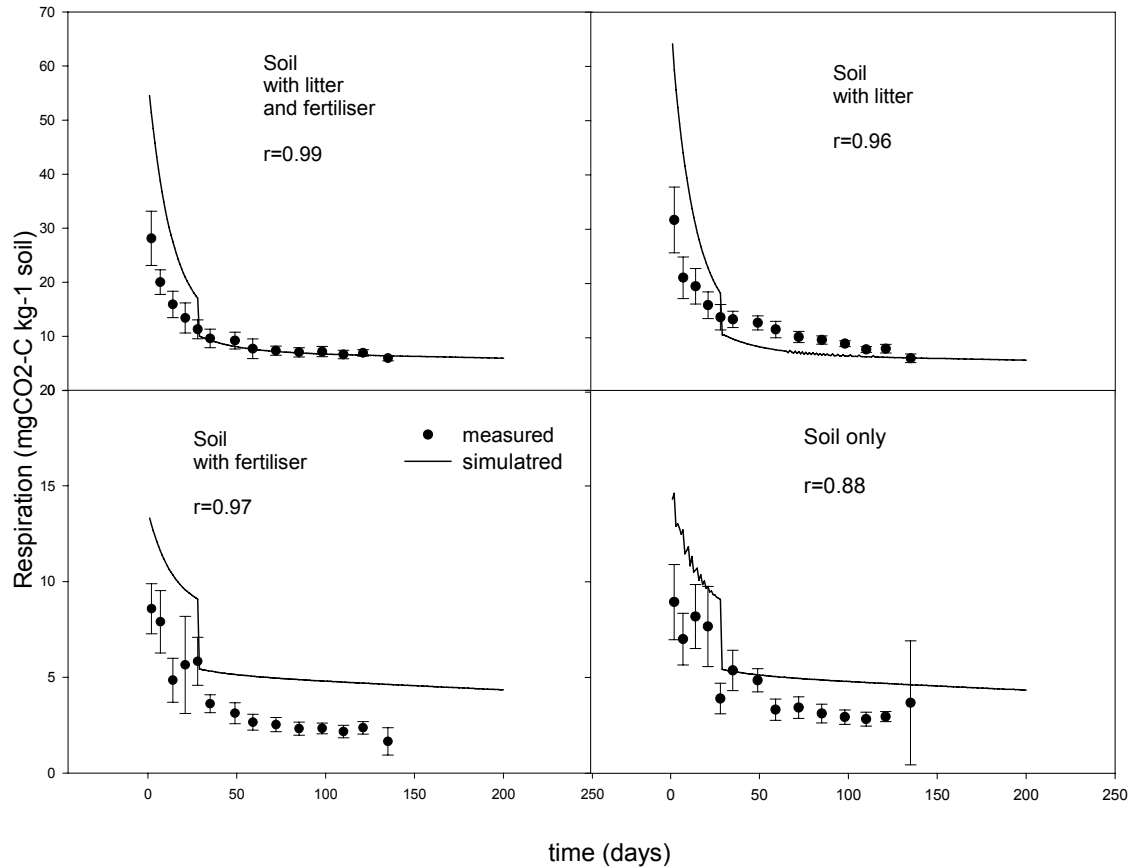 70
60
50
40
30
20
10
0
20
15
10
5
0
Respiration (mgCO2-C kg-1 soil)
Soil
with litter
and fertiliser
r=0.99
Soil
with litter
r=0.96
Soil
with fertiliser
r=0.97
measured
simulatred
Soil only
r=0.88
0 50 100 150 200 250
0 50 100 150 200 250
time (days)